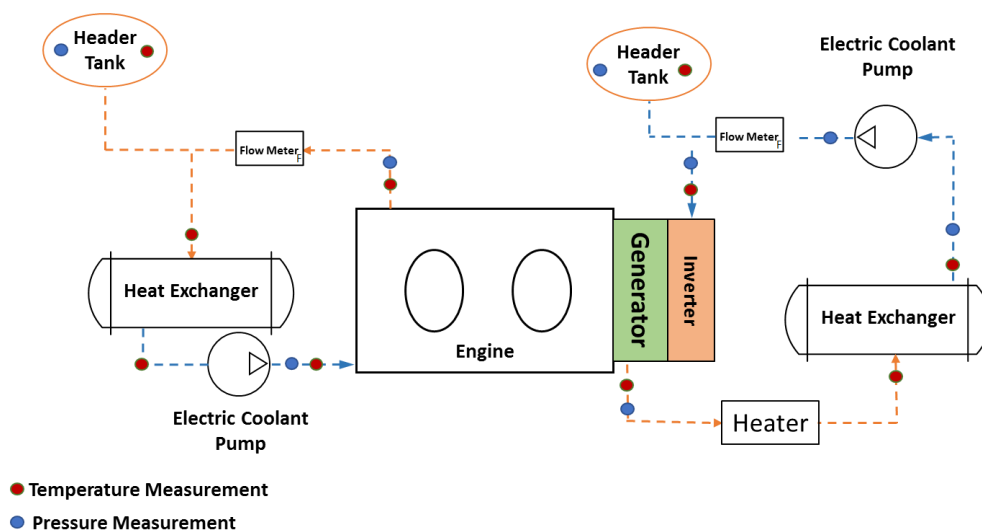 Header
Tank
Header
Tank
Electric Coolant
Pump
Flow Meter
F
Flow Meter
F
Heat Exchanger
Engine
Generator
Inverter
Heat Exchanger
Electric Coolant
Pump
Heater
Temperature Measurement
Pressure Measurement